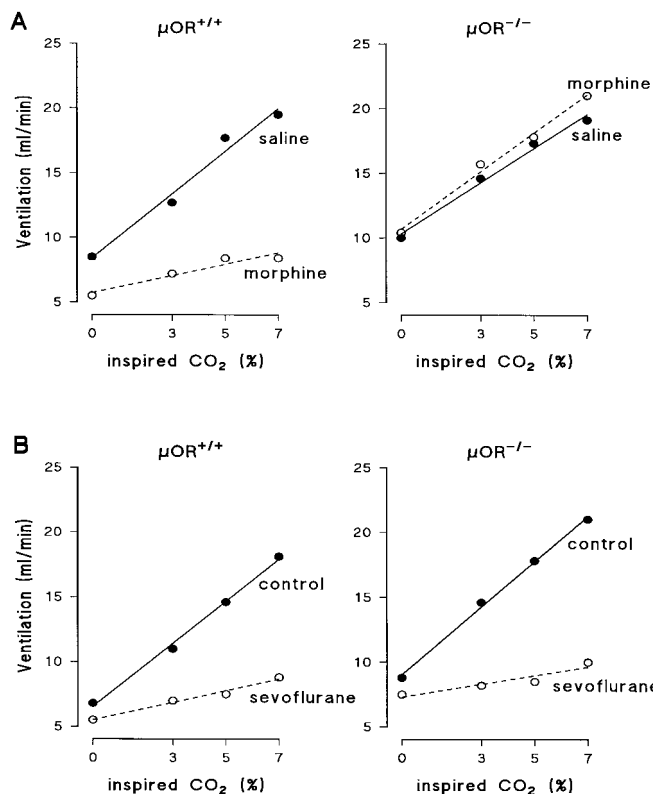 A
μOR+/+
μOR−/−
25
20
15
10
5
Ventilation (ml/min)
saline
morphine
0 3 5 7
inspired CO2 (%)
25
20
15
10
5
morphine
saline
0 3 5 7
inspired CO2 (%)
B
μOR+/+
μOR−/−
25
20
15
10
5
Ventilation (ml/min)
control
sevoflurane
0 3 5 7
inspired CO2 (%)
25
20
15
10
5
control
sevoflurane
0 3 5 7
inspired CO2 (%)